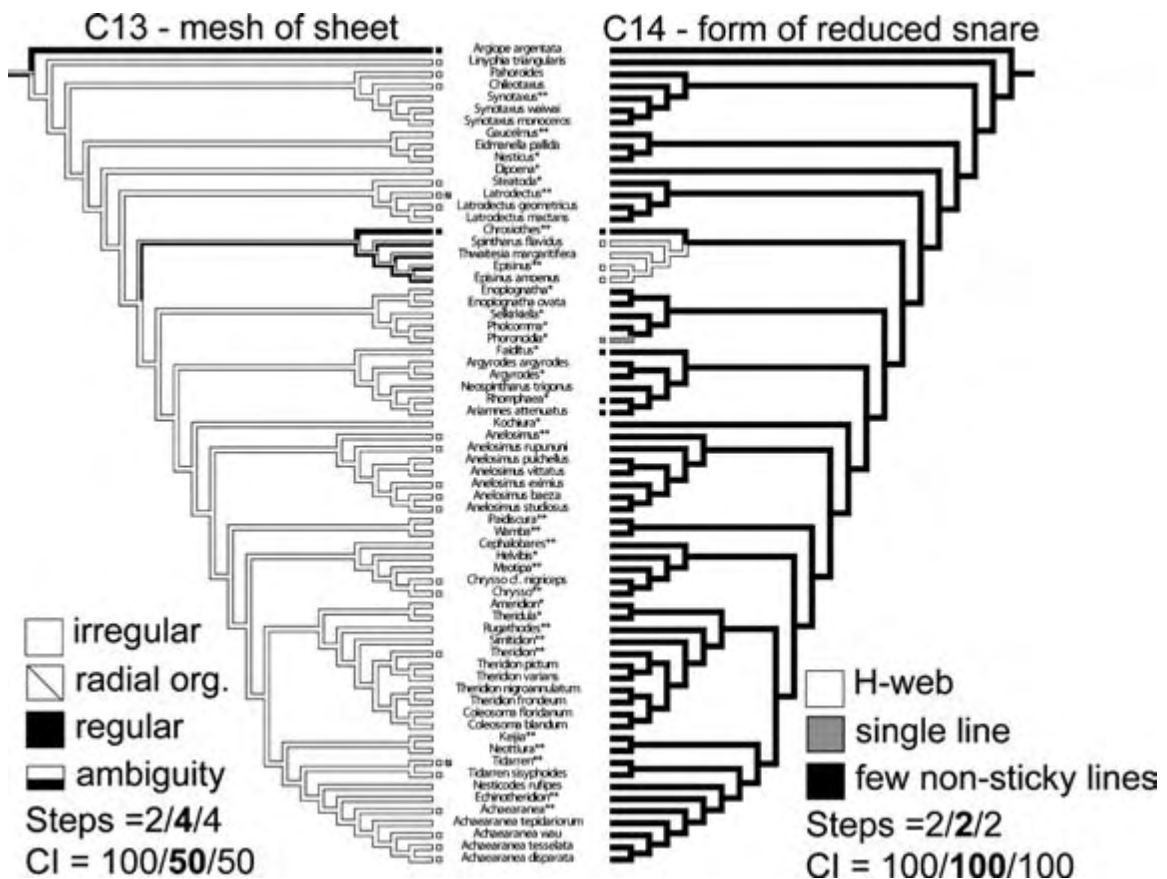 C13 - mesh of sheet
C14 - form of reduced snare
Argiope argentata
Linyphia triangularis
Pahoroides
Chileotaxus
Synotaxus**
Synotaxus waiwai
Synotaxus monoceros
Gaucelmus**
Eidmanella pallida
Nesticus*
Dipoena*
Steatoda*
Latrodectus**
Latrodectus geometricus
Latrodectus mactans
Chrosiothes**
Spintharus flavidus
Thwaitesia margaritifera
Episinus**
Episinus amoenus
Enoplognatha*
Enoplognatha ovata
Selkirkiella*
Pholcomma*
Phoroncidia*
Faiditus*
Argyrodes argyrodes
Argyrodes*
Neospintharus trigonus
Rhomphaea*
Ariamnes attenuatus
Kochiura*
Anelosimus**
Anelosimus rupununi
Anelosimus pulchellus
Anelosimus vittatus
Anelosimus eximius
Anelosimus baeza
Anelosimus studiosus
Paidiscura**
Wamba**
Cephalobares**
Helvibis*
Meotipa**
Chrysso cf. nigriceps
Chrysso**
Ameridion*
Theridula*
Rugathodes**
Simitidion**
Theridion**
Theridion pictum
Theridion varians
Theridion nigroannulatum
Theridion frondeum
Coleosoma floridanum
Coleosoma blandum
Keijia**
Neottiura**
Tidarren**
Tidarren sisyphoides
Nesticodes rufipes
Echinotheridion**
Achaearanea**
Achaearanea tepidariorum
Achaearanea wau
Achaearanea tesselata
Achaearanea disparata
irregular
radial org.
regular
ambiguity
Steps =2/4/4
CI = 100/50/50
H-web
single line
few non-sticky lines
Steps =2/2/2
CI = 100/100/100